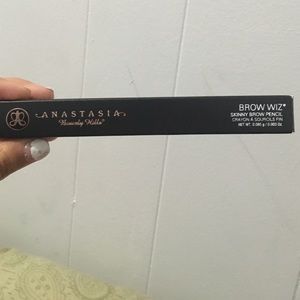 ANASTASIA
Beverly Hills
BROW WIZ®
SKINNY BROW PENCIL
CRAYON À SOURCILS FIN
NET WT. 0.085 g / 0.003 Oz.